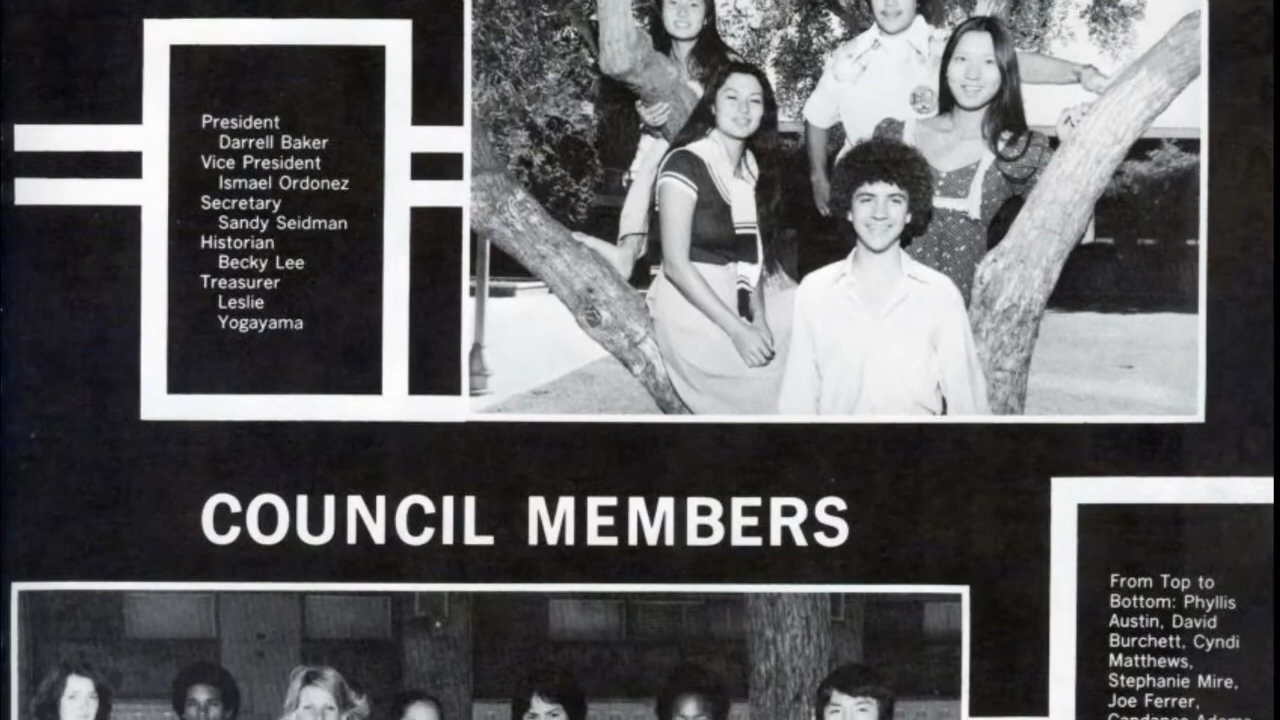 President
Darrell Baker
Vice President
Ismael Ordonez
Secretary
Sandy Seidman
Historian
Becky Lee
Treasurer
Leslie
Yogayama
COUNCIL MEMBERS
From Top to
Bottom: Phyllis
Austin, David
Burchett, Cyndi
Matthews,
Stephanie Mire,
Joe Ferrer,